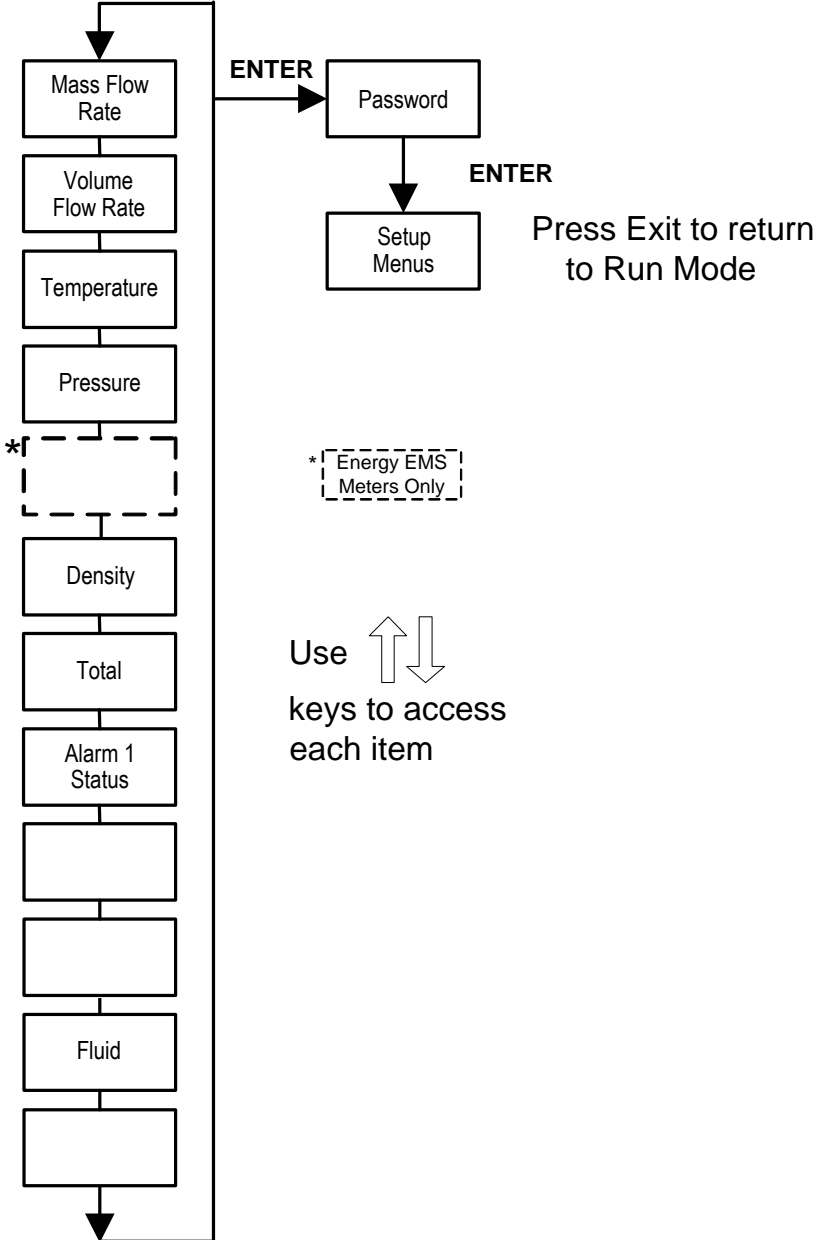 Mass Flow
Rate
Volume
Flow Rate
Temperature
Pressure
*
Density
Total
Alarm 1
Status
Fluid
ENTER
Password
ENTER
Setup
Menus
Press Exit to return
to Run Mode
* Energy EMS
Meters Only
Use
keys to access
each item